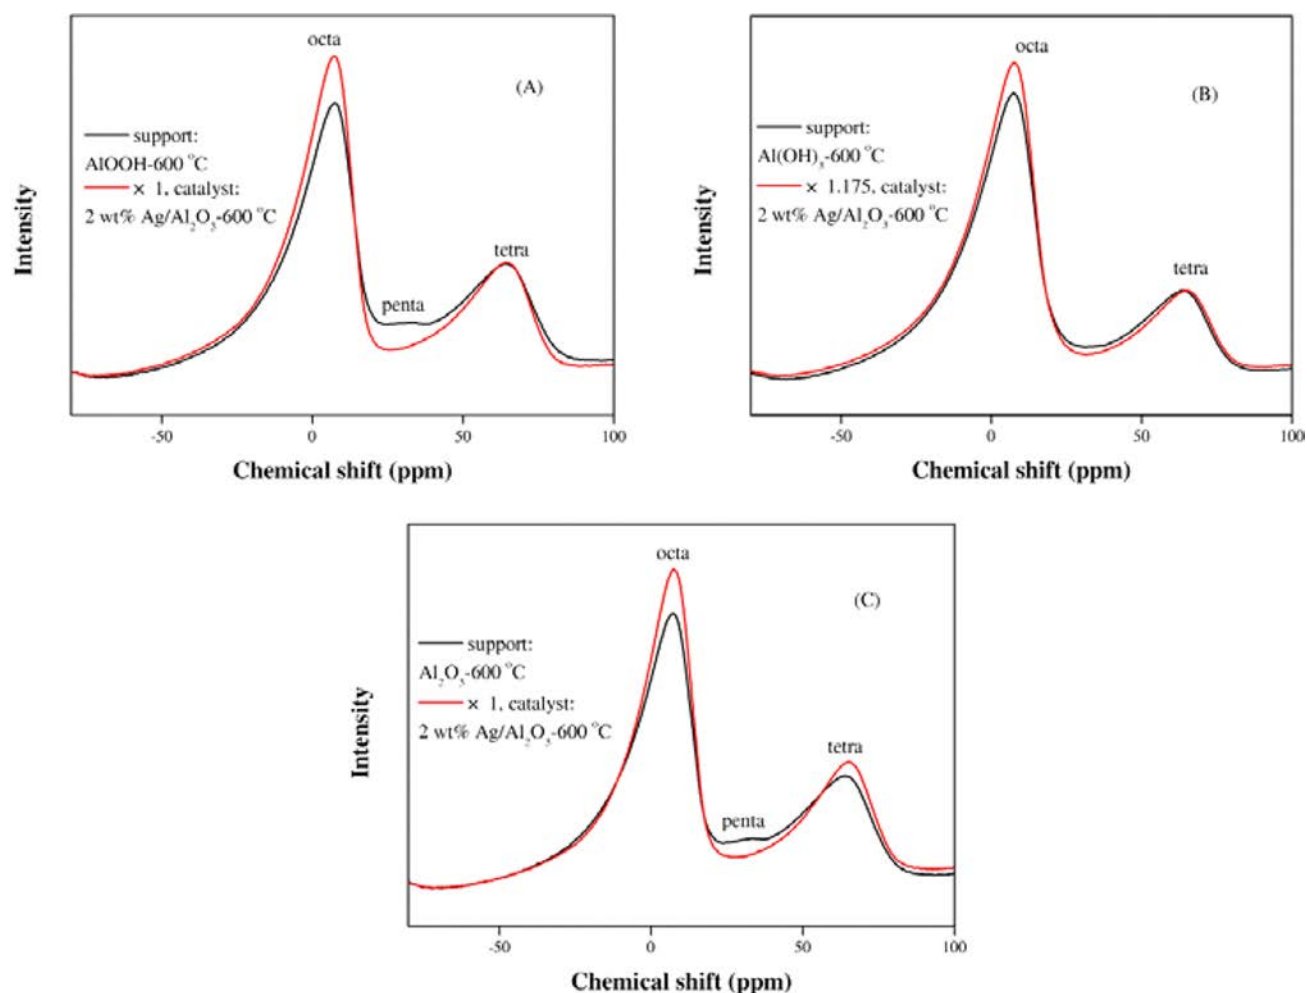 octa
(A)
support:
AlOOH-600 °C
× 1, catalyst:
2 wt% Ag/Al₂O₃-600 °C
penta
tetra
Intensity
-50
0
50
100
Chemical shift (ppm)
octa
(B)
support:
Al(OH)₃-600 °C
× 1.175, catalyst:
2 wt% Ag/Al₂O₃-600 °C
tetra
Intensity
-50
0
50
100
Chemical shift (ppm)
octa
(C)
support:
Al₂O₃-600 °C
× 1, catalyst:
2 wt% Ag/Al₂O₃-600 °C
penta
tetra
Intensity
-50
0
50
100
Chemical shift (ppm)